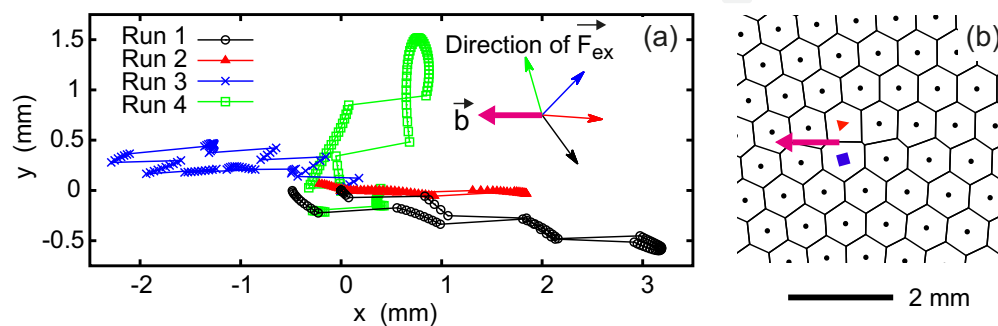 (a)
Run 1
Run 2
Run 3
Run 4
Direction of F_ex
b
1.5
1
0.5
0
-0.5
y (mm)
-2
-1
0
1
2
3
x (mm)
(b)
2 mm